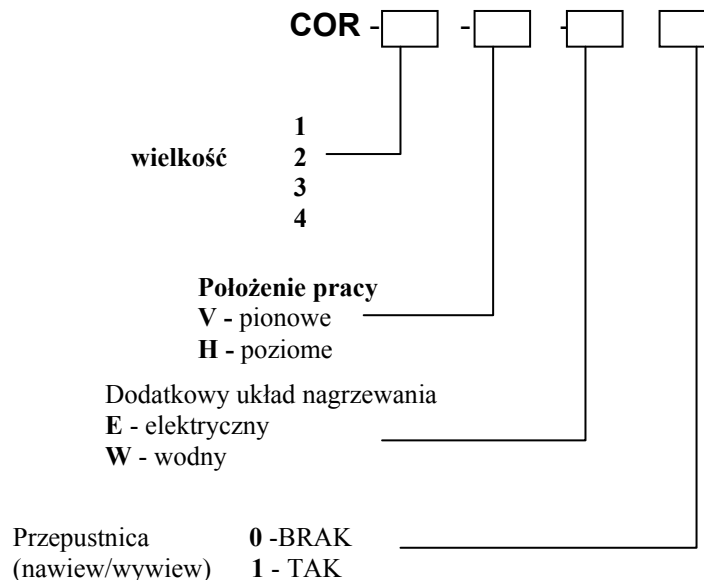 COR - - -
1
wielkość 2
3
4
Położenie pracy
V - pionowe
H - poziome
Dodatkowy układ nagrzewania
E - elektryczny
W - wodny
Przepustnica 0 -BRAK
(nawiew/wywiew) 1 - TAK